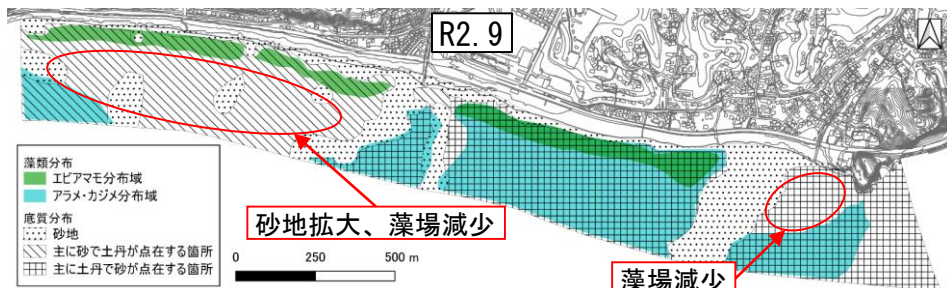 R2.9
藻類分布
エビアマモ分布域
アラメ・カジメ分布域
底質分布
砂地
主に砂で土丹が点在する箇所
主に土丹で砂が点在する箇所
砂地拡大、藻場減少
0 250 500 m
藻場減少